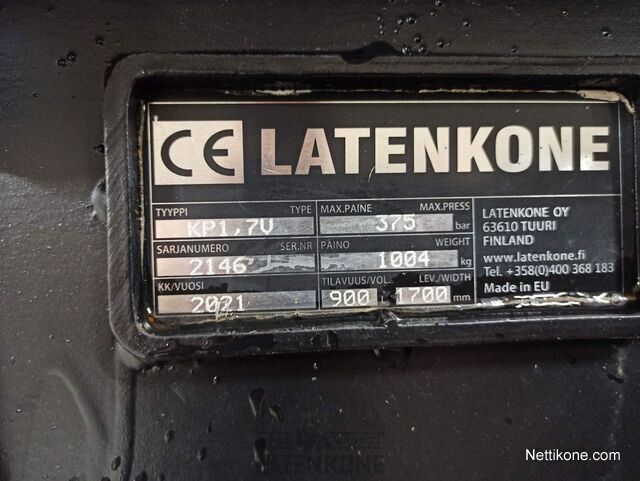 CE LATENKONE
TYYPPI TYPE
KP1,7V
SARJANUMERO SER.NR
2146
KK/VUOSI
2021
MAX.PAINE MAX.PRESS
375 bar
PAINO WEIGHT
1004 kg
TILAVUUS/VOL. LEV./WIDTH
900 1700 mm
LATENKONE OY
63610 TUURI
FINLAND
www.latenkone.fi
Tel. +358(0)400 368 183
Made in EU
LATENKONE
Nettikone.com